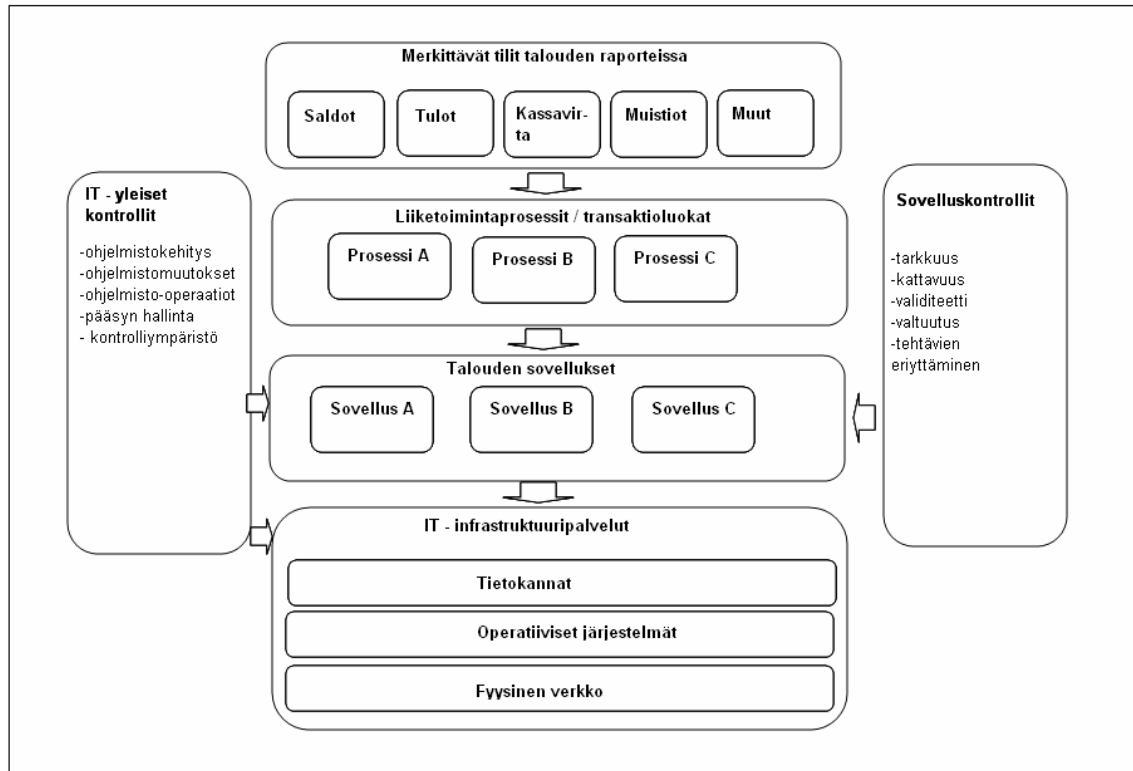 Merkittävät tilit talouden raporteissa
Saldot
Tulot
Kassavir-
ta
Muistiot
Muut
IT - yleiset
kontrollit
-ohjelmistokehitys
-ohjelmistomuutokset
-ohjelmisto-operaatiot
-pääsyn hallinta
- kontrolliympäristö
Liiketoimintaprosessit / transaktioluokat
Prosessi A
Prosessi B
Prosessi C
Sovelluskontrollit
-tarkkuus
-kattavuus
-validiteetti
-valtuutus
-tehtävien
eriyttäminen
Talouden sovellukset
Sovellus A
Sovellus B
Sovellus C
IT - infrastruktuuripalvelut
Tietokannat
Operatiiviset järjestelmät
Fyysinen verkko